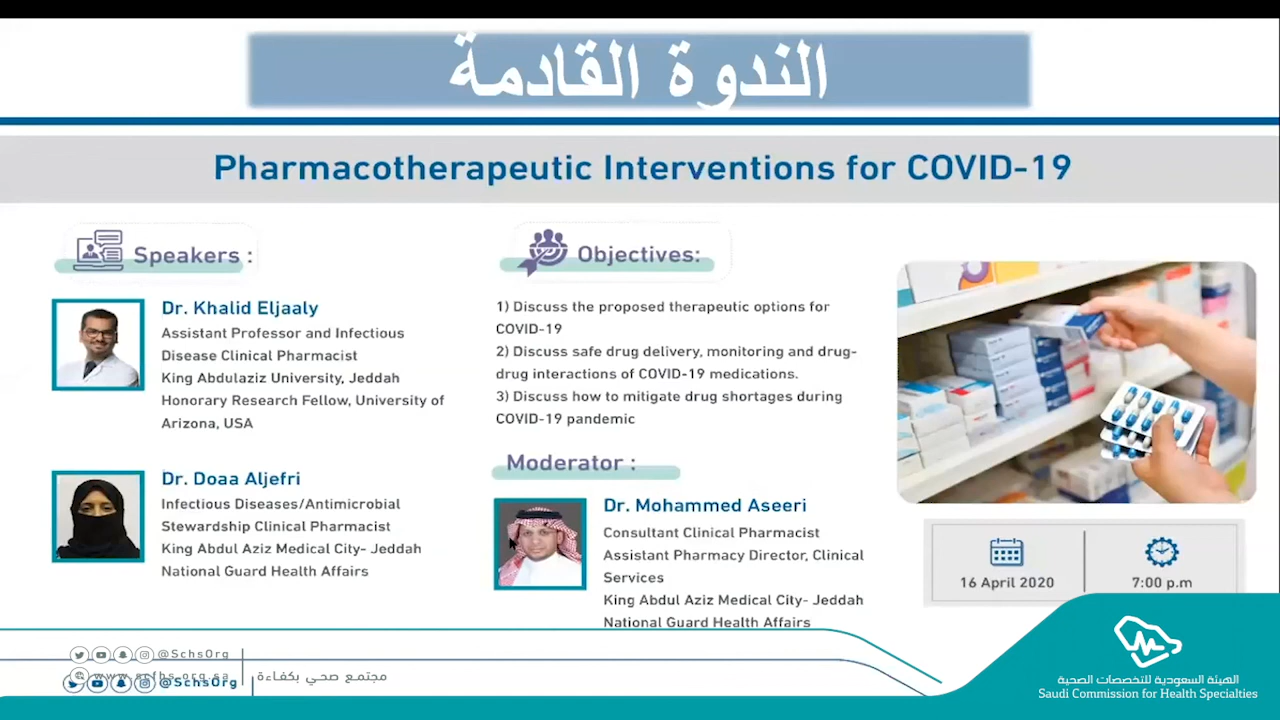 الندوة القادمة
Pharmacotherapeutic Interventions for COVID-19
Speakers :
Dr. Khalid Eljaaly
Assistant Professor and Infectious
Disease Clinical Pharmacist
King Abdulaziz University, Jeddah
Honorary Research Fellow, University of
Arizona, USA
Dr. Doaa Aljefri
Infectious Diseases/Antimicrobial
Stewardship Clinical Pharmacist
King Abdul Aziz Medical City- Jeddah
National Guard Health Affairs
Objectives:
1) Discuss the proposed therapeutic options for
COVID-19
2) Discuss safe drug delivery, monitoring and drug-
drug interactions of COVID-19 medications.
3) Discuss how to mitigate drug shortages during
COVID-19 pandemic
Moderator :
Dr. Mohammed Aseeri
Consultant Clinical Pharmacist
Assistant Pharmacy Director, Clinical
Services
King Abdul Aziz Medical City- Jeddah
National Guard Health Affairs
16 April 2020
7:00 p.m
@SchsOrg
www.scfhs.org.sa
@SchsOrg
مجتمع صحي بكفاءة
الهيئة السعودية للتخصصات الصحية
Saudi Commission for Health Specialties